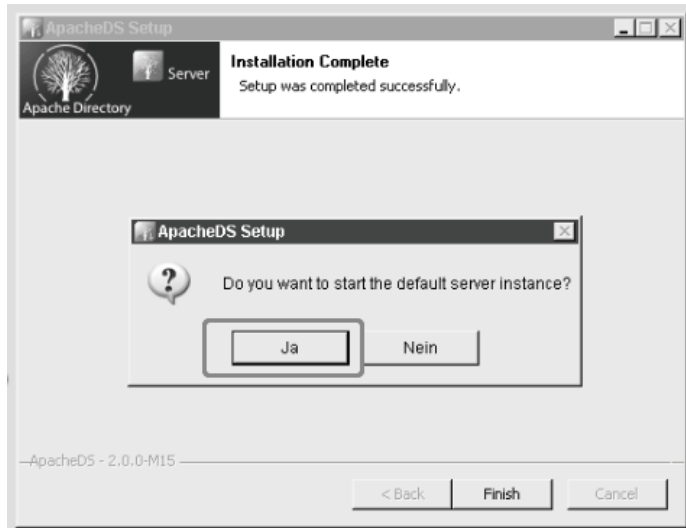 ApacheDS Setup
Server
Apache Directory
Installation Complete
Setup was completed successfully.
ApacheDS Setup
Do you want to start the default server instance?
Ja
Nein
ApacheDS - 2.0.0-M15
< Back
Finish
Cancel